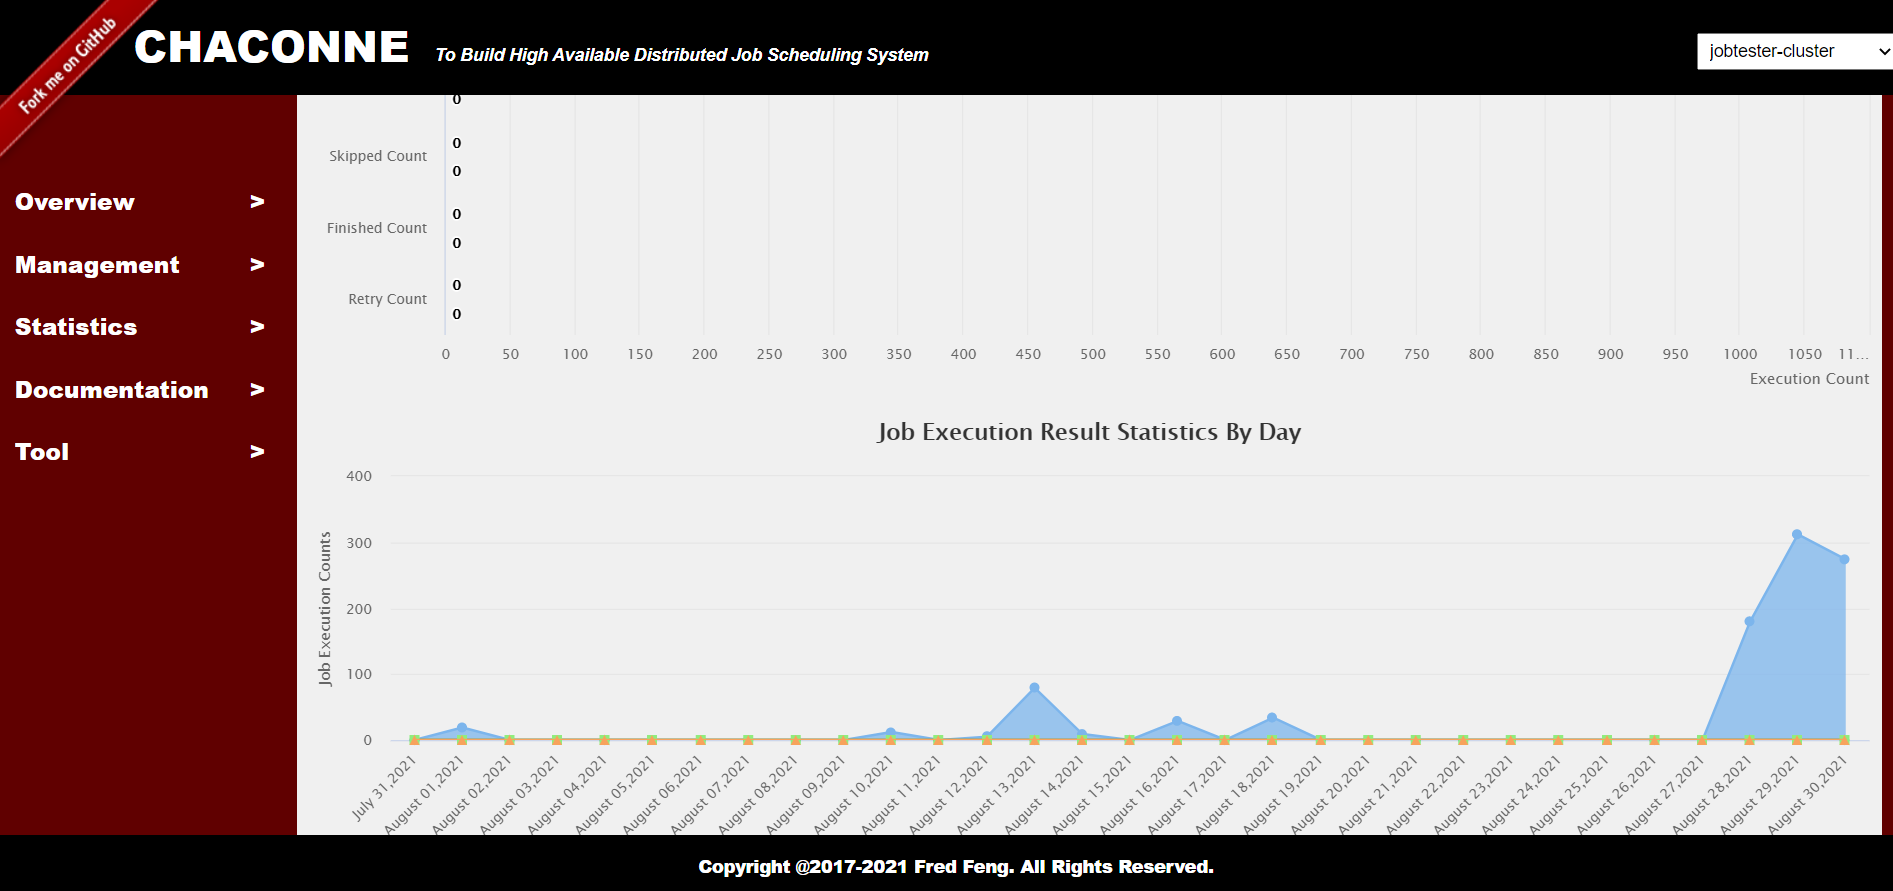 Fork me on GitHub
CHACONNE
To Build High Available Distributed Job Scheduling System
jobtester-cluster
Overview >
Management >
Statistics >
Documentation >
Tool >
0
Skipped Count
0
0
Finished Count
0
0
Retry Count
0
0
0 50 100 150 200 250 300 350 400 450 500 550 600 650 700 750 800 850 900 950 1000 1050 11...
Execution Count
Job Execution Result Statistics By Day
Job Execution Counts
400
300
200
100
0
July 31,2021
August 01,2021
August 02,2021
August 03,2021
August 04,2021
August 05,2021
August 06,2021
August 07,2021
August 08,2021
August 09,2021
August 10,2021
August 11,2021
August 12,2021
August 13,2021
August 14,2021
August 15,2021
August 16,2021
August 17,2021
August 18,2021
August 19,2021
August 20,2021
August 21,2021
August 22,2021
August 23,2021
August 24,2021
August 25,2021
August 26,2021
August 27,2021
August 28,2021
August 29,2021
August 30,2021
Copyright @2017-2021 Fred Feng. All Rights Reserved.